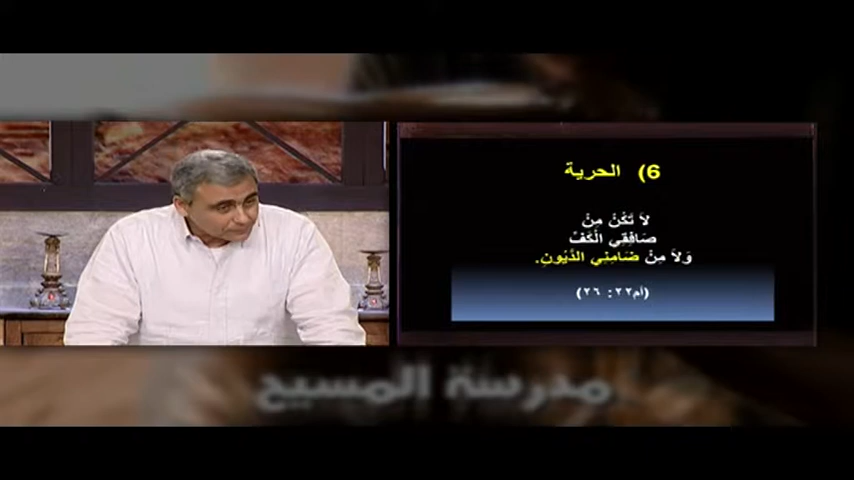 6) الحرية
لاَ تَكُنْ مِنْ
صَافِقِي الْكَفِّ
وَلاَ مِنْ ضَامِنِي الدُّيُونِ.
(أم٢٢: ٢٦)
مدرسة المسيح